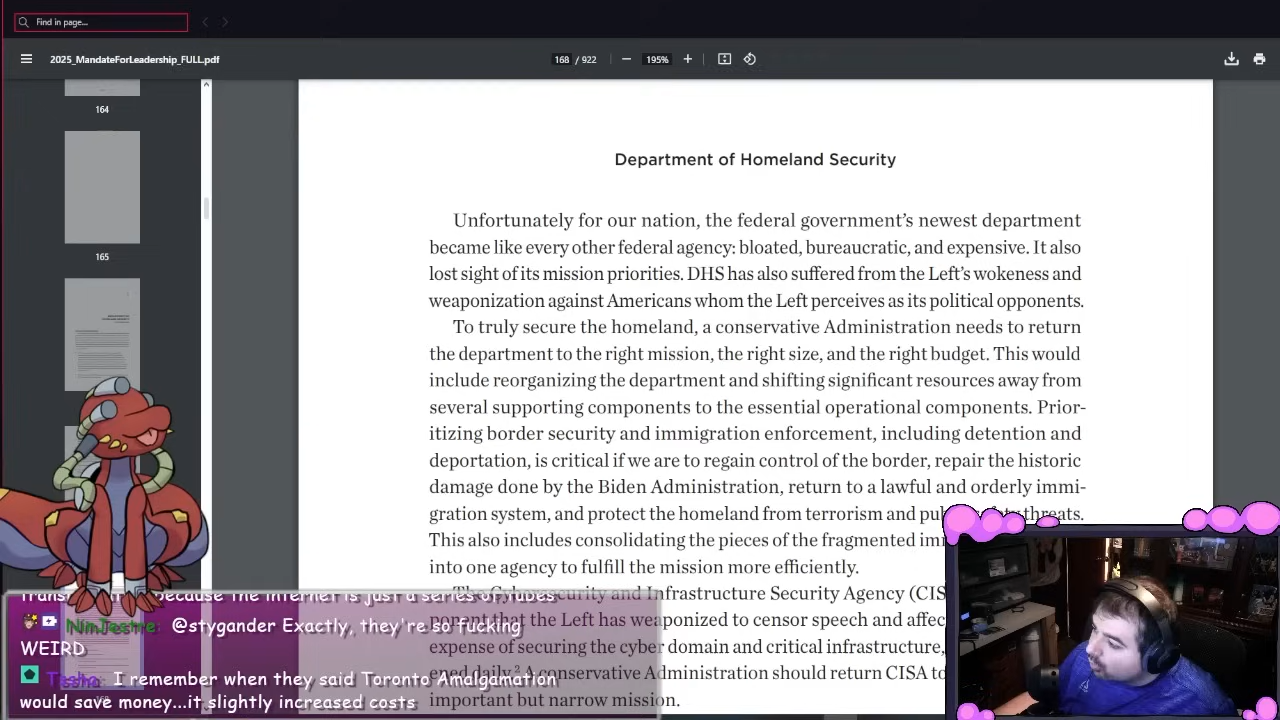 Find in page...
2025_MandateForLeadership_FULL.pdf
168 / 922
195%
164
165
Department of Homeland Security
Unfortunately for our nation, the federal government's newest department
became like every other federal agency: bloated, bureaucratic, and expensive. It also
lost sight of its mission priorities. DHS has also suffered from the Left's wokeness and
weaponization against Americans whom the Left perceives as its political opponents.
To truly secure the homeland, a conservative Administration needs to return
the department to the right mission, the right size, and the right budget. This would
include reorganizing the department and shifting significant resources away from
several supporting components to the essential operational components. Prior-
itizing border security and immigration enforcement, including detention and
deportation, is critical if we are to regain control of the border, repair the historic
damage done by the Biden Administration, return to a lawful and orderly immi-
gration system, and protect the homeland from terrorism and threats.
This also includes consolidating the pieces of the fragmented
into one agency to fulfill the mission more efficiently.
The Cybersecurity and Infrastructure Security Agency (CIS
that the Left has weaponized to censor speech and affec
expense of securing the cyber domain and critical infrastructure,
daily. A conservative Administration should return CISA to
important but narrow mission.
because the internet is just a series of tubes
NinJestre: @stygander Exactly, they're so fucking
WEIRD
I remember when they said Toronto Amalgamation
would save money...it slightly increased costs